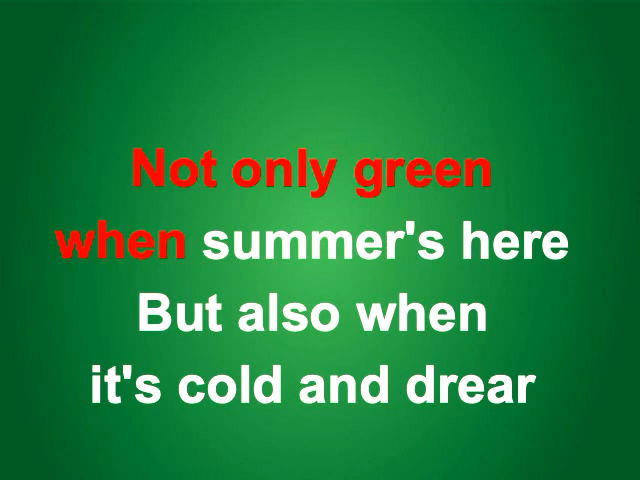 Not only green
when summer's here
But also when
it's cold and drear